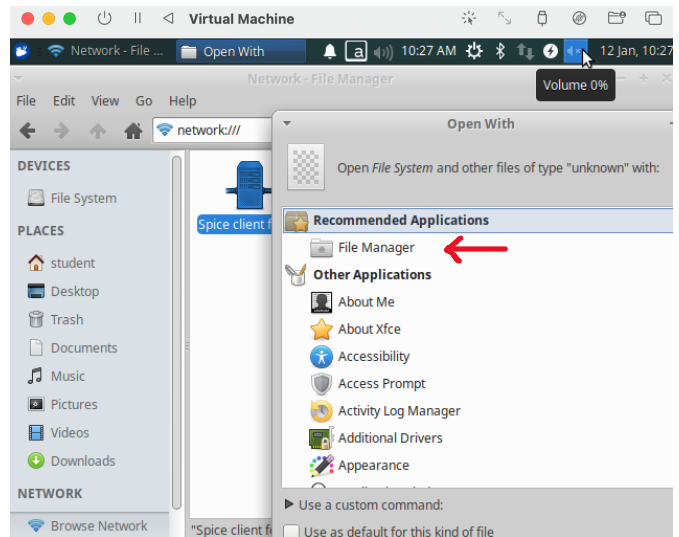 Virtual Machine
Network - File ...
Open With
a
10:27 AM
12 Jan, 10:27
Network - File Manager
Volume 0%
File Edit View Go Help
network:///
Open With
DEVICES
File System
PLACES
student
Desktop
Trash
Documents
Music
Pictures
Videos
Downloads
NETWORK
Browse Network
Spice client f
"Spice client f
Open File System and other files of type "unknown" with:
Recommended Applications
File Manager
Other Applications
About Me
About Xfce
Accessibility
Access Prompt
Activity Log Manager
Additional Drivers
Appearance
Use a custom command:
Use as default for this kind of file